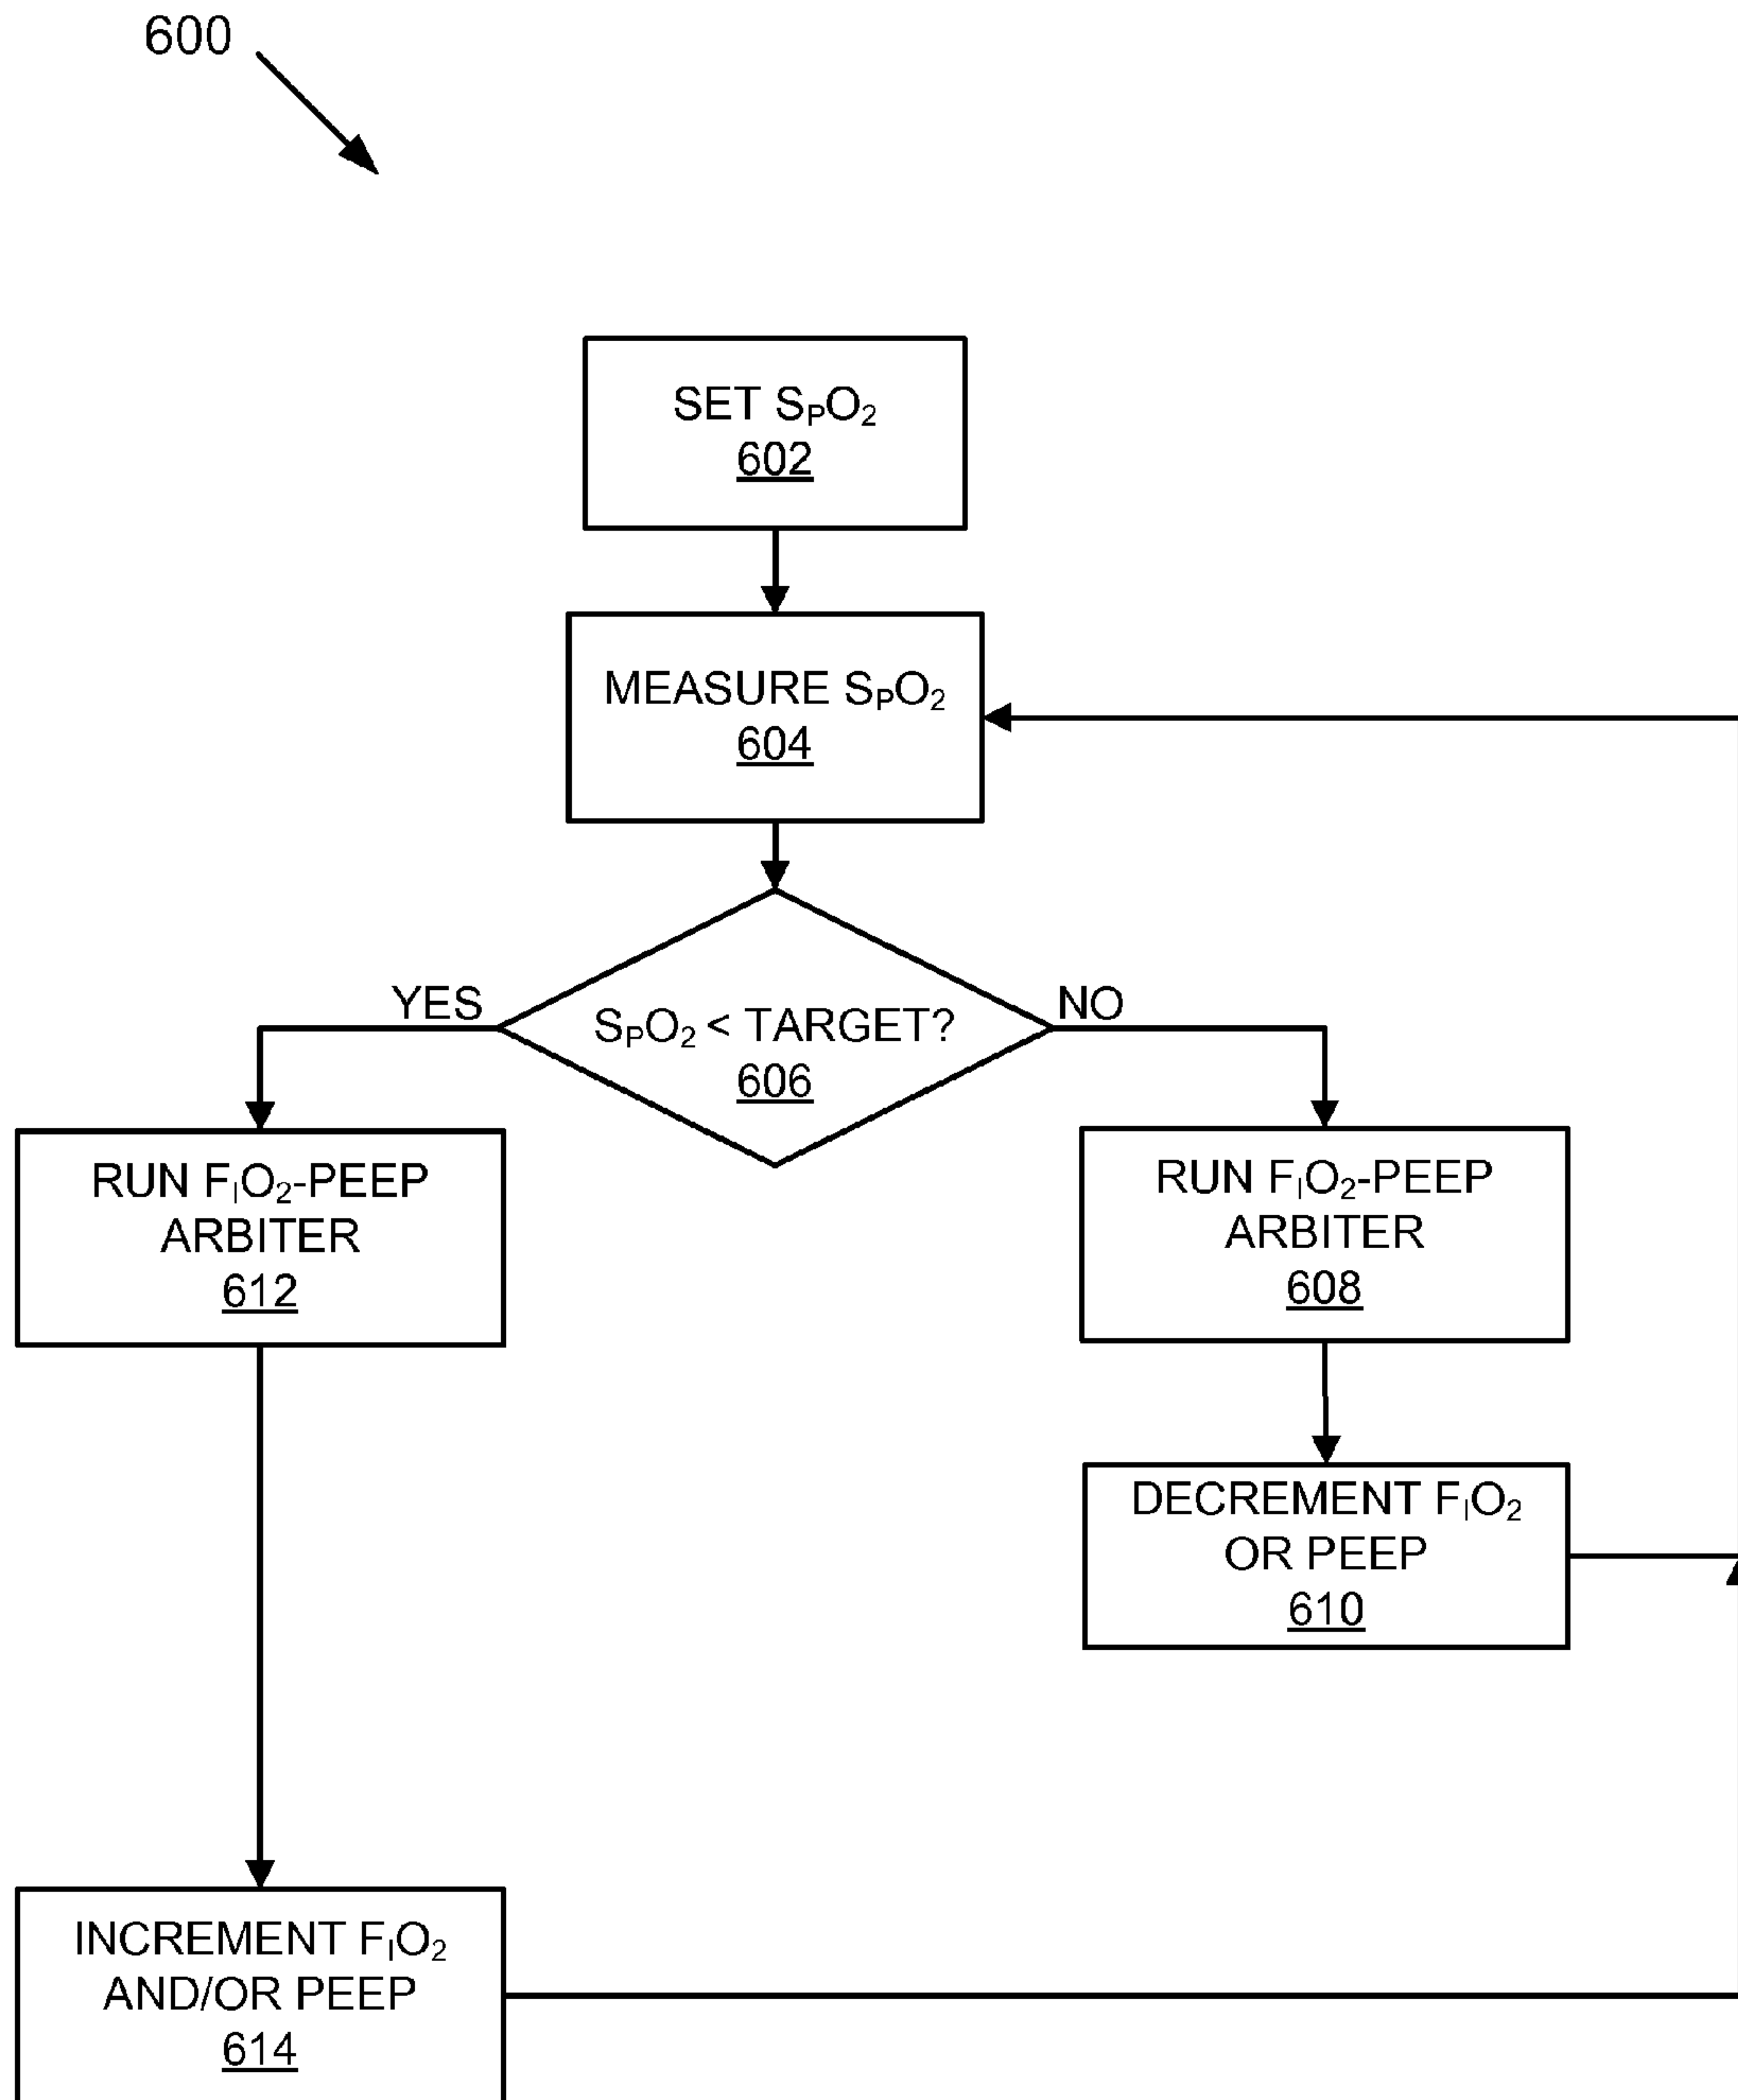 600
SET SPO2
602
MEASURE SPO2
604
YES
SPO2 < TARGET?
606
NO
RUN FIO2-PEEP
ARBITER
612
RUN FIO2-PEEP
ARBITER
608
DECREMENT FIO2
OR PEEP
610
INCREMENT FIO2
AND/OR PEEP
614